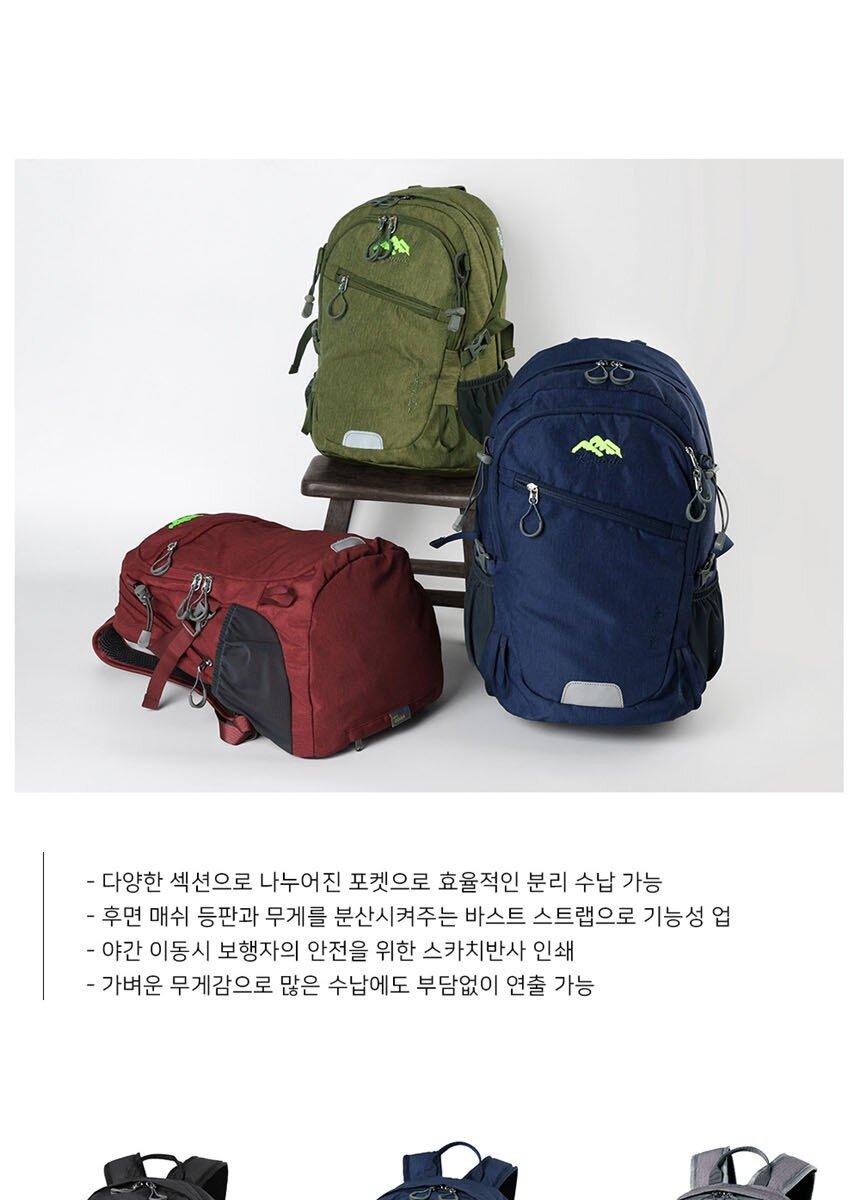 - 다양한 섹션으로 나누어진 포켓으로 효율적인 분리 수납 가능
- 후면 매쉬 등판과 무게를 분산시켜주는 바스트 스트랩으로 기능성 업
- 야간 이동시 보행자의 안전을 위한 스카치반사 인쇄
- 가벼운 무게감으로 많은 수납에도 부담없이 연출 가능